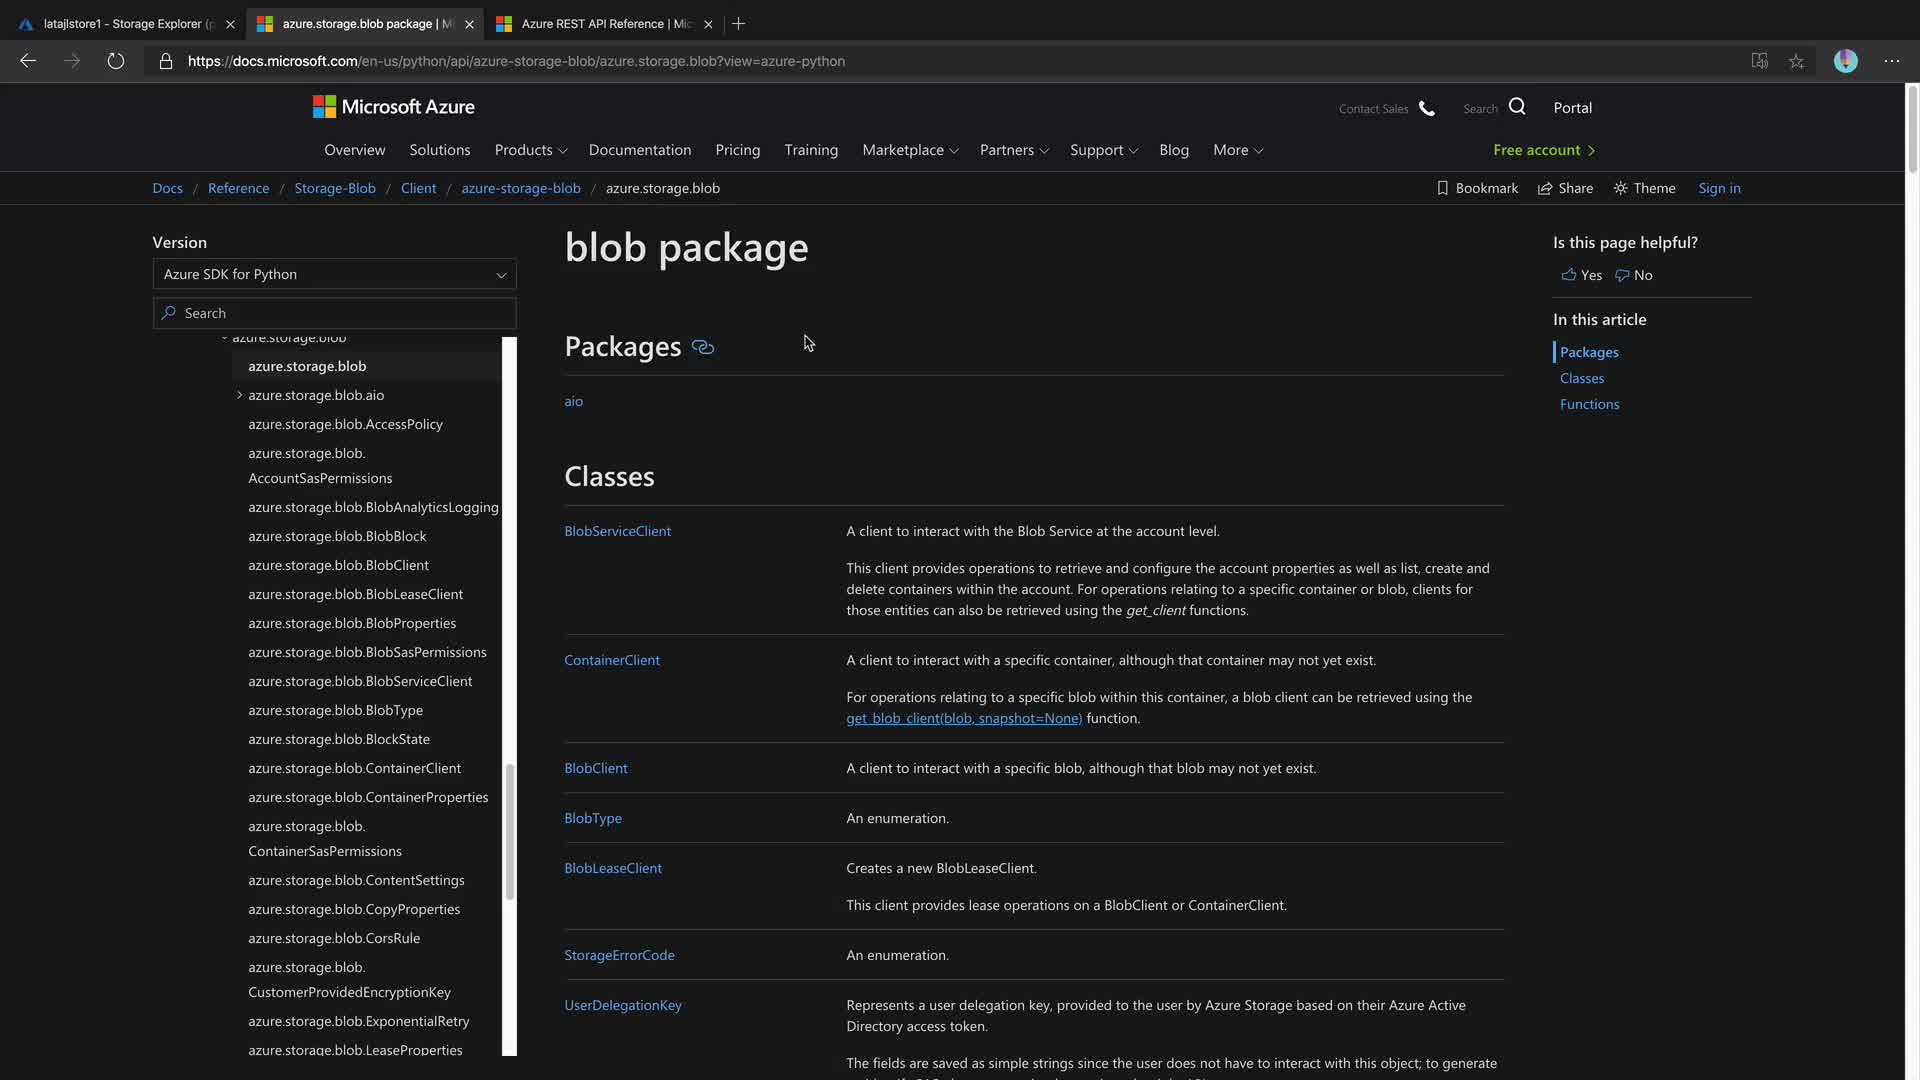 latajlstore1 - Storage Explorer (p
azure.storage.blob package | M
Azure REST API Reference | Mic
https://docs.microsoft.com/en-us/python/api/azure-storage-blob/azure.storage.blob?view=azure-python
Microsoft Azure
Contact Sales
Search
Portal
Overview
Solutions
Products
Documentation
Pricing
Training
Marketplace
Partners
Support
Blog
More
Free account
Docs / Reference / Storage-Blob / Client / azure-storage-blob / azure.storage.blob
Bookmark
Share
Theme
Sign in
Version
Azure SDK for Python
Search
azure.storage.blob
azure.storage.blob
azure.storage.blob.aio
azure.storage.blob.AccessPolicy
azure.storage.blob.
AccountSasPermissions
azure.storage.blob.BlobAnalyticsLogging
azure.storage.blob.BlobBlock
azure.storage.blob.BlobClient
azure.storage.blob.BlobLeaseClient
azure.storage.blob.BlobProperties
azure.storage.blob.BlobSasPermissions
azure.storage.blob.BlobServiceClient
azure.storage.blob.BlobType
azure.storage.blob.BlockState
azure.storage.blob.ContainerClient
azure.storage.blob.ContainerProperties
azure.storage.blob.
ContainerSasPermissions
azure.storage.blob.ContentSettings
azure.storage.blob.CopyProperties
azure.storage.blob.CorsRule
azure.storage.blob.
CustomerProvidedEncryptionKey
azure.storage.blob.ExponentialRetry
azure.storage.blob.LeaseProperties
blob package
Packages
aio
Classes
BlobServiceClient
A client to interact with the Blob Service at the account level.
This client provides operations to retrieve and configure the account properties as well as list, create and
delete containers within the account. For operations relating to a specific container or blob, clients for
those entities can also be retrieved using the get_client functions.
ContainerClient
A client to interact with a specific container, although that container may not yet exist.
For operations relating to a specific blob within this container, a blob client can be retrieved using the
get_blob_client(blob, snapshot=None) function.
BlobClient
A client to interact with a specific blob, although that blob may not yet exist.
BlobType
An enumeration.
BlobLeaseClient
Creates a new BlobLeaseClient.
This client provides lease operations on a BlobClient or ContainerClient.
StorageErrorCode
An enumeration.
UserDelegationKey
Represents a user delegation key, provided to the user by Azure Storage based on their Azure Active
Directory access token.
The fields are saved as simple strings since the user does not have to interact with this object; to generate
Is this page helpful?
Yes
No
In this article
Packages
Classes
Functions